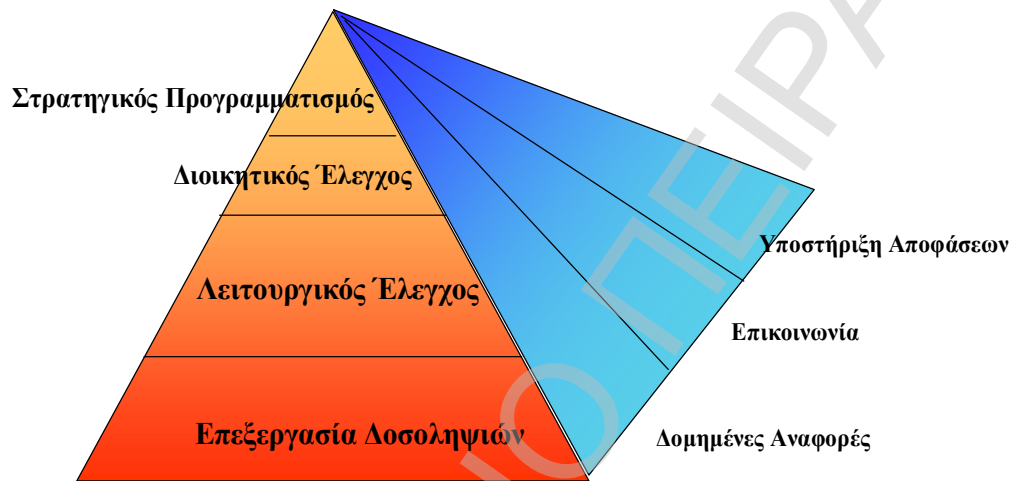 Στρατηγικός Προγραμματισμός
Διοικητικός Έλεγχος
Υποστήριξη Αποφάσεων
Λειτουργικός Έλεγχος
Επικοινωνία
Επεξεργασία Δοσοληψιών
Δομημένες Αναφορές